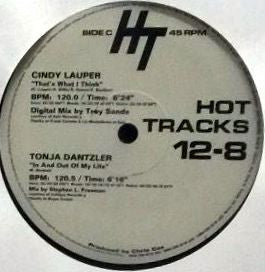 SIDE C
HT
45 RPM
CINDY LAUPER
"That's What I Think"
BPM: 120.0 / Time: 6'24"
Digital Mix by Trey Sands
HOT
TRACKS
12-8
TONJA DANTZLER
"In And Out Of My Life"
BPM: 120.5 / Time: 6'16"
Mix by Stephen L. Freeman
Produced by Chris Cox